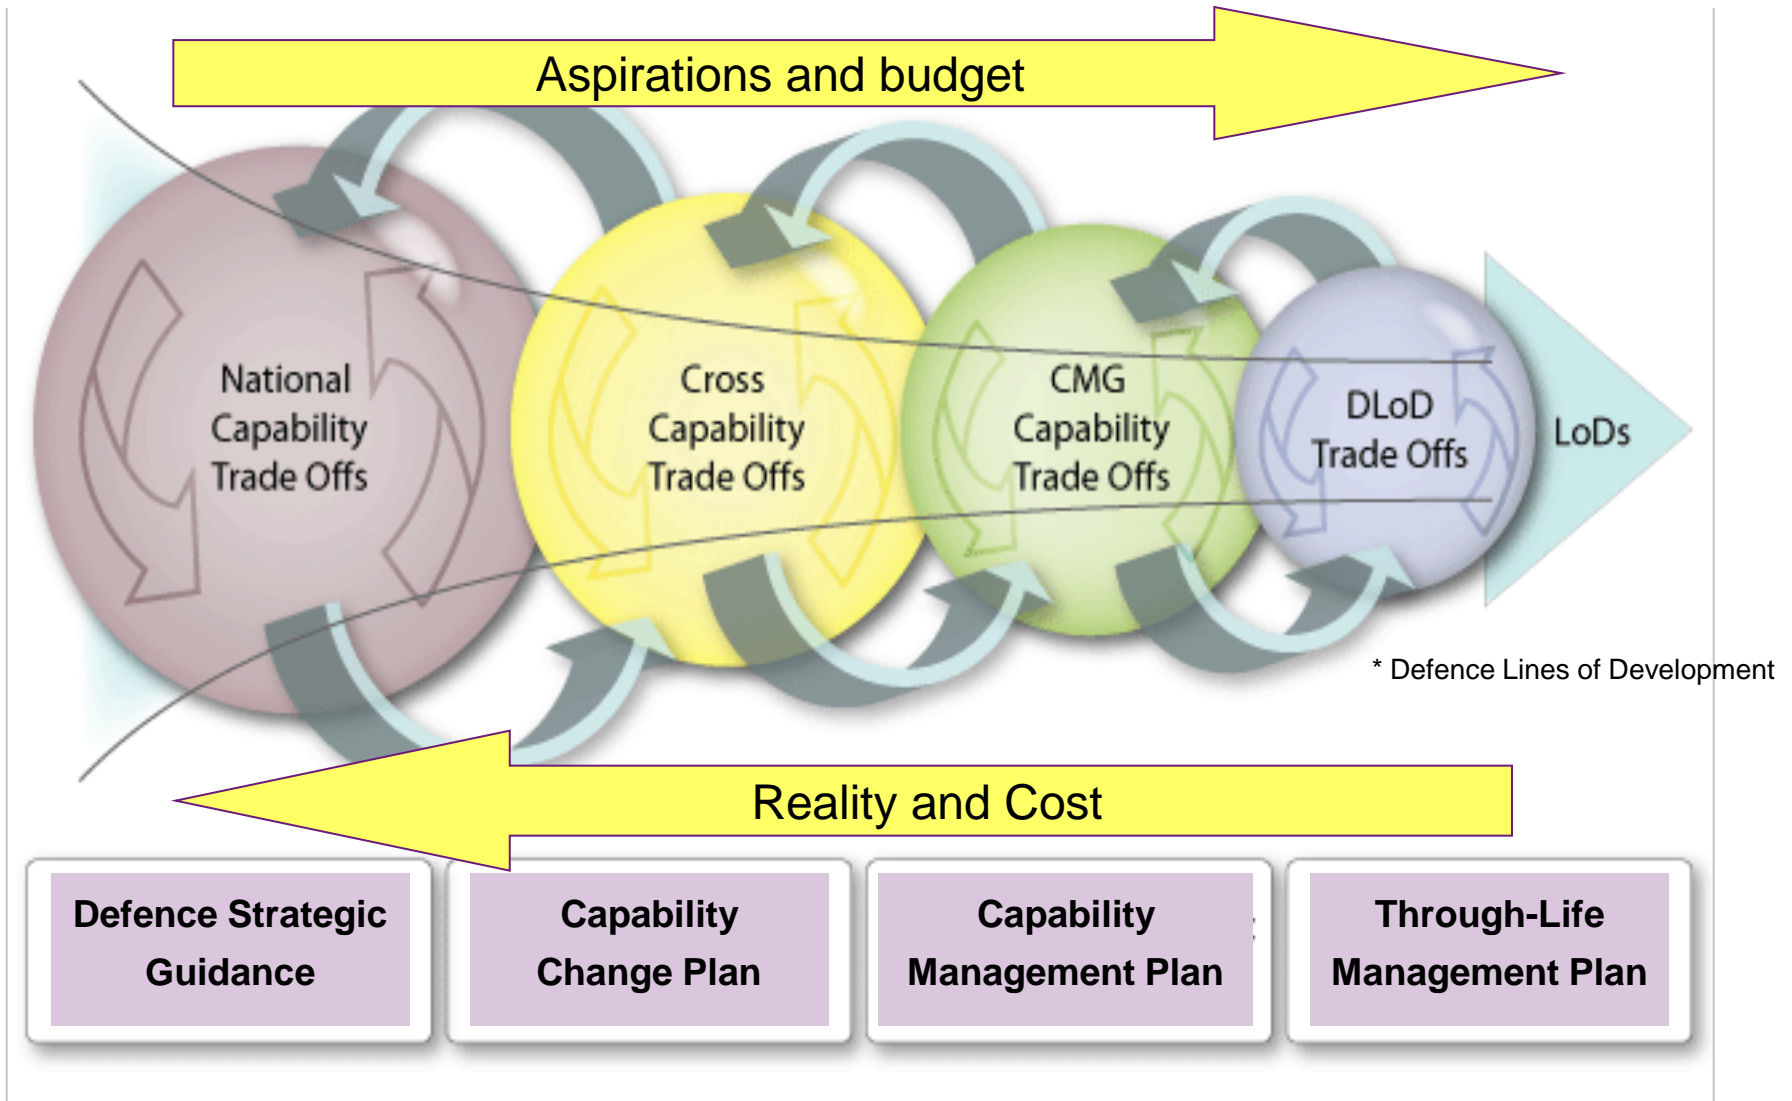 Aspirations and budget
National
Capability
Trade Offs
Cross
Capability
Trade Offs
CMG
Capability
Trade Offs
DLoD
Trade Offs
LoDs
* Defence Lines of Development
Reality and Cost
Defence Strategic
Guidance
Capability
Change Plan
Capability
Management Plan
Through-Life
Management Plan